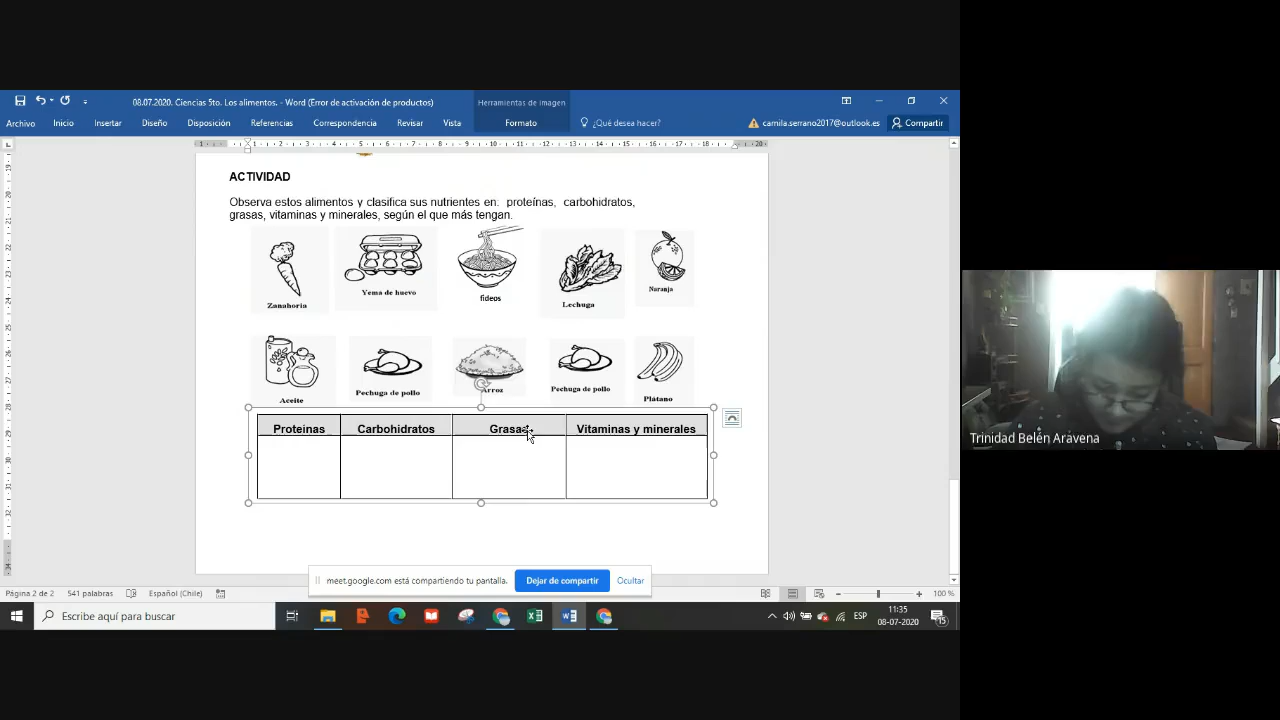 08.07.2020. Ciencias 5to. Los alimentos. - Word (Error de activación de productos)
Herramientas de imagen
Archivo Inicio Insertar Diseño Disposición Referencias Correspondencia Revisar Vista Formato ¿Qué desea hacer? camila.serrano2017@outlook.es Compartir
ACTIVIDAD
Observa estos alimentos y clasifica sus nutrientes en: proteínas, carbohidratos,
grasas, vitaminas y minerales, según el que más tengan.
Zanahoria Yema de huevo fideos Lechuga Naranja
Aceite Pechuga de pollo Arroz Pechuga de pollo Plátano
Proteínas Carbohidratos Grasas Vitaminas y minerales
Trinidad Belén Aravena
meet.google.com está compartiendo tu pantalla. Dejar de compartir Ocultar
Página 2 de 2 541 palabras Español (Chile) 100 %
Escribe aquí para buscar
ESP 11:35
08-07-2020 15